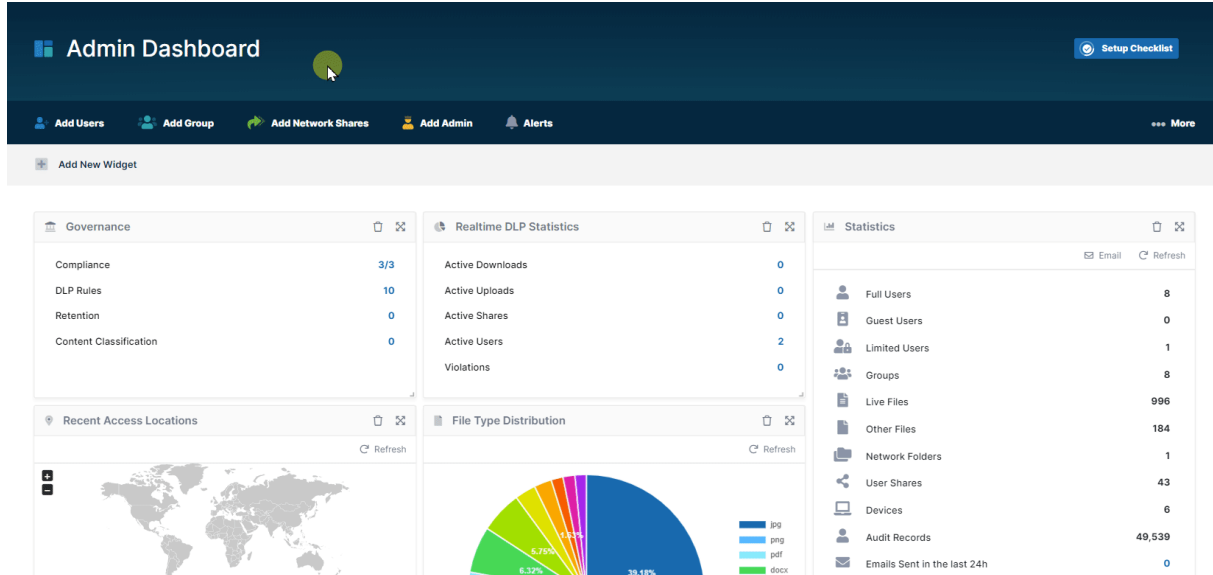 Admin Dashboard
Setup Checklist
Add Users
Add Group
Add Network Shares
Add Admin
Alerts
More
Add New Widget
Governance
Compliance 3/3
DLP Rules 10
Retention 0
Content Classification 0
Realtime DLP Statistics
Active Downloads 0
Active Uploads 0
Active Shares 0
Active Users 2
Violations 0
Statistics
Email Refresh
Full Users 8
Guest Users 0
Limited Users 1
Groups 8
Live Files 996
Other Files 184
Network Folders 1
User Shares 43
Devices 6
Audit Records 49,539
Emails Sent in the last 24h 0
Recent Access Locations
Refresh
+
−
File Type Distribution
Refresh
1.63%
5.75%
6.32%
39.18%
jpg
png
pdf
docx